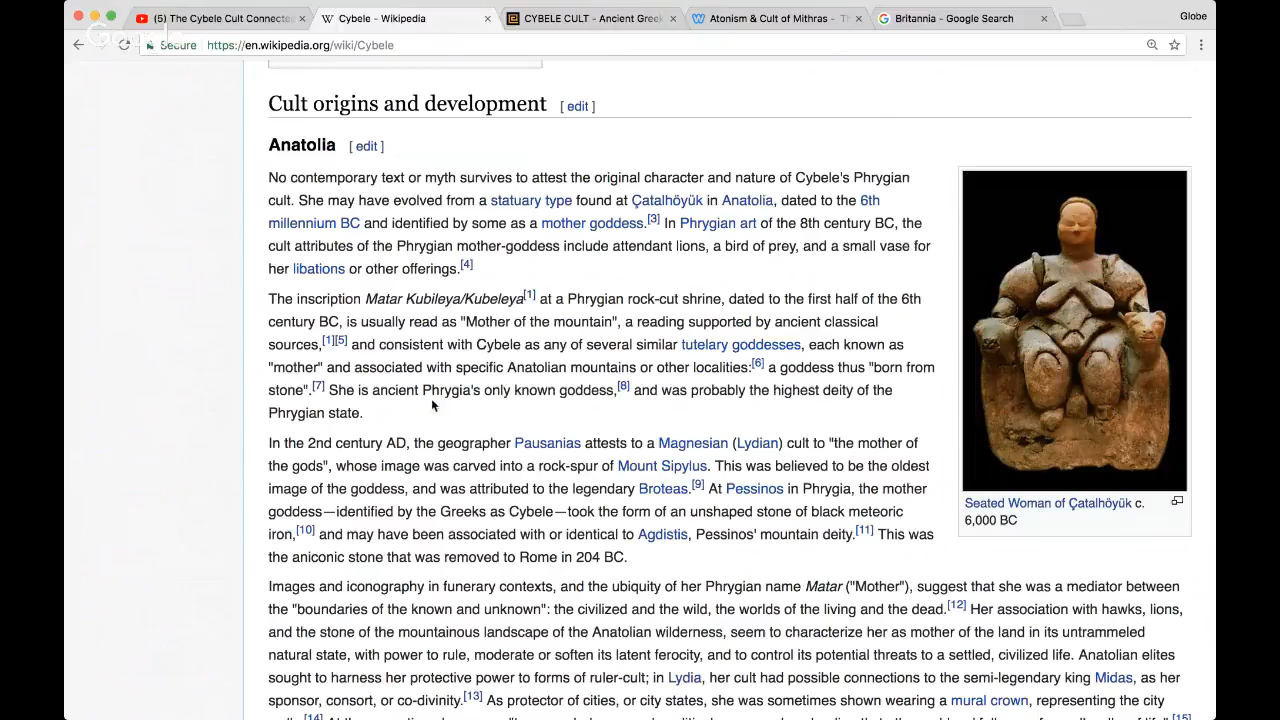 (5) The Cybele Cult Connecte
Cybele - Wikipedia
CYBELE CULT - Ancient Greek
Atonism & Cult of Mithras - Th
Britannia - Google Search
Globe
Secure https://en.wikipedia.org/wiki/Cybele
Cult origins and development [ edit ]
Anatolia [ edit ]
No contemporary text or myth survives to attest the original character and nature of Cybele's Phrygian
cult. She may have evolved from a statuary type found at Çatalhöyük in Anatolia, dated to the 6th
millennium BC and identified by some as a mother goddess.[3] In Phrygian art of the 8th century BC, the
cult attributes of the Phrygian mother-goddess include attendant lions, a bird of prey, and a small vase for
her libations or other offerings.[4]
The inscription Matar Kubileya/Kubeleya[1] at a Phrygian rock-cut shrine, dated to the first half of the 6th
century BC, is usually read as "Mother of the mountain", a reading supported by ancient classical
sources,[1][5] and consistent with Cybele as any of several similar tutelary goddesses, each known as
"mother" and associated with specific Anatolian mountains or other localities:[6] a goddess thus "born from
stone".[7] She is ancient Phrygia's only known goddess,[8] and was probably the highest deity of the
Phrygian state.
Seated Woman of Çatalhöyük c.
6,000 BC
In the 2nd century AD, the geographer Pausanias attests to a Magnesian (Lydian) cult to "the mother of
the gods", whose image was carved into a rock-spur of Mount Sipylus. This was believed to be the oldest
image of the goddess, and was attributed to the legendary Broteas.[9] At Pessinos in Phrygia, the mother
goddess—identified by the Greeks as Cybele—took the form of an unshaped stone of black meteoric
iron,[10] and may have been associated with or identical to Agdistis, Pessinos' mountain deity.[11] This was
the aniconic stone that was removed to Rome in 204 BC.
Images and iconography in funerary contexts, and the ubiquity of her Phrygian name Matar ("Mother"), suggest that she was a mediator between
the "boundaries of the known and unknown": the civilized and the wild, the worlds of the living and the dead.[12] Her association with hawks, lions,
and the stone of the mountainous landscape of the Anatolian wilderness, seem to characterize her as mother of the land in its untrammeled
natural state, with power to rule, moderate or soften its latent ferocity, and to control its potential threats to a settled, civilized life. Anatolian elites
sought to harness her protective power to forms of ruler-cult; in Lydia, her cult had possible connections to the semi-legendary king Midas, as her
sponsor, consort, or co-divinity.[13] As protector of cities, or city states, she was sometimes shown wearing a mural crown, representing the city